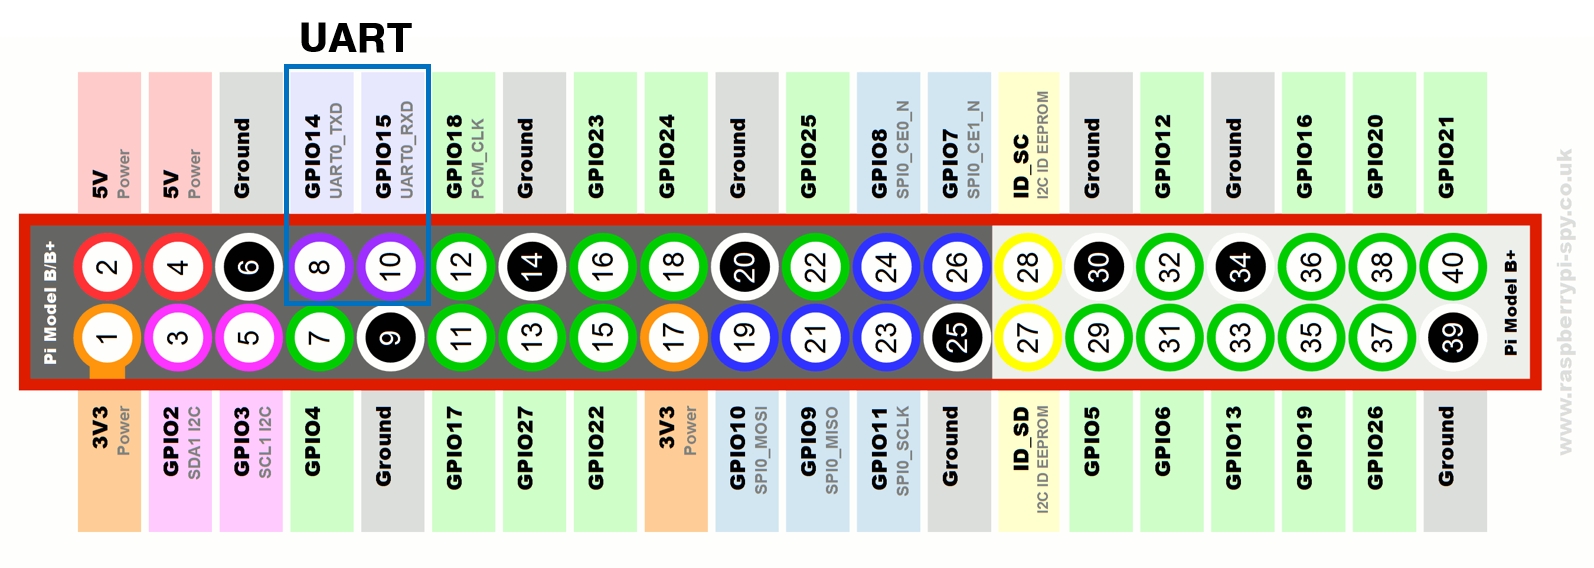 UART
5V
Power
5V
Power
Ground
GPIO14
UART0_TXD
GPIO15
UART0_RXD
GPIO18
PCM_CLK
Ground
GPIO23
GPIO24
Ground
GPIO25
GPIO8
SPI0_CE0_N
GPIO7
SPI0_CE1_N
ID_SC
I2C ID EEPROM
Ground
GPIO12
Ground
GPIO16
GPIO20
GPIO21
Pi Model B/B+
2 4 6 8 10 12 14 16 18 20 22 24 26 28 30 32 34 36 38 40
1 3 5 7 9 11 13 15 17 19 21 23 25 27 29 31 33 35 37 39
Pi Model B+
3V3
Power
GPIO2
SDA1 I2C
GPIO3
SCL1 I2C
GPIO4
Ground
GPIO17
GPIO27
GPIO22
3V3
Power
GPIO10
SPI0_MOSI
GPIO9
SPI0_MISO
GPIO11
SPI0_SCLK
Ground
ID_SD
I2C ID EEPROM
GPIO5
GPIO6
GPIO13
GPIO19
GPIO26
Ground
www.raspberrypi-spy.co.uk